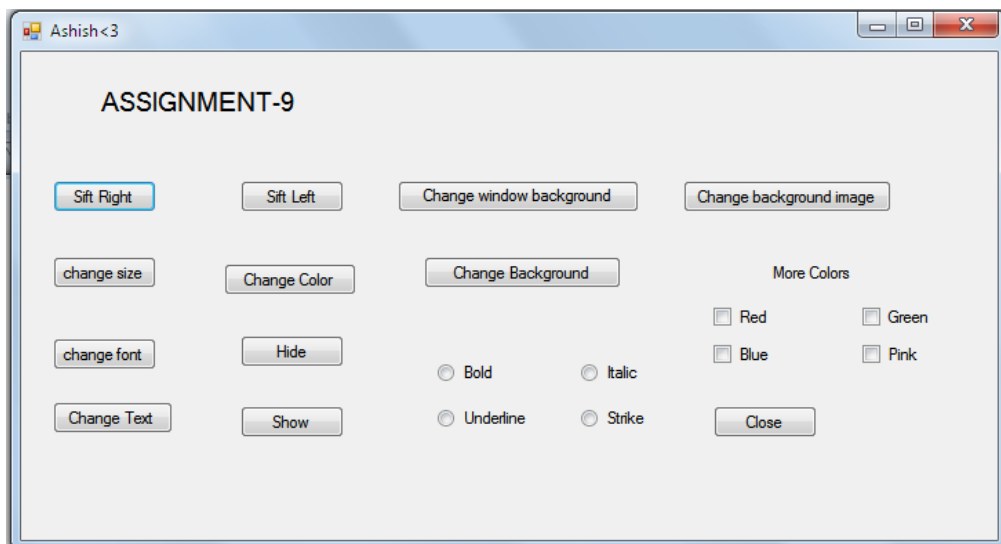 Ashish<3
ASSIGNMENT-9
Sift Right Sift Left Change window background Change background image
change size Change Color Change Background More Colors
Red Green
change font Hide Blue Pink
Bold Italic
Change Text Show Underline Strike Close